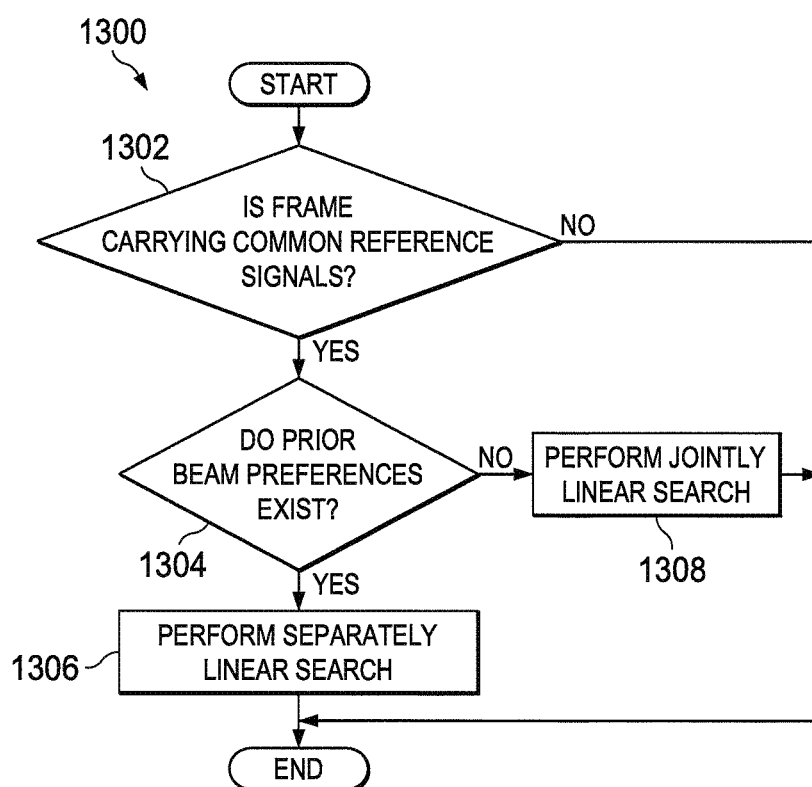 1300
START
1302
IS FRAME
CARRYING COMMON REFERENCE
SIGNALS?
NO
YES
DO PRIOR
BEAM PREFERENCES
EXIST?
NO
PERFORM JOINTLY
LINEAR SEARCH
1304
1308
YES
1306
PERFORM SEPARATELY
LINEAR SEARCH
END